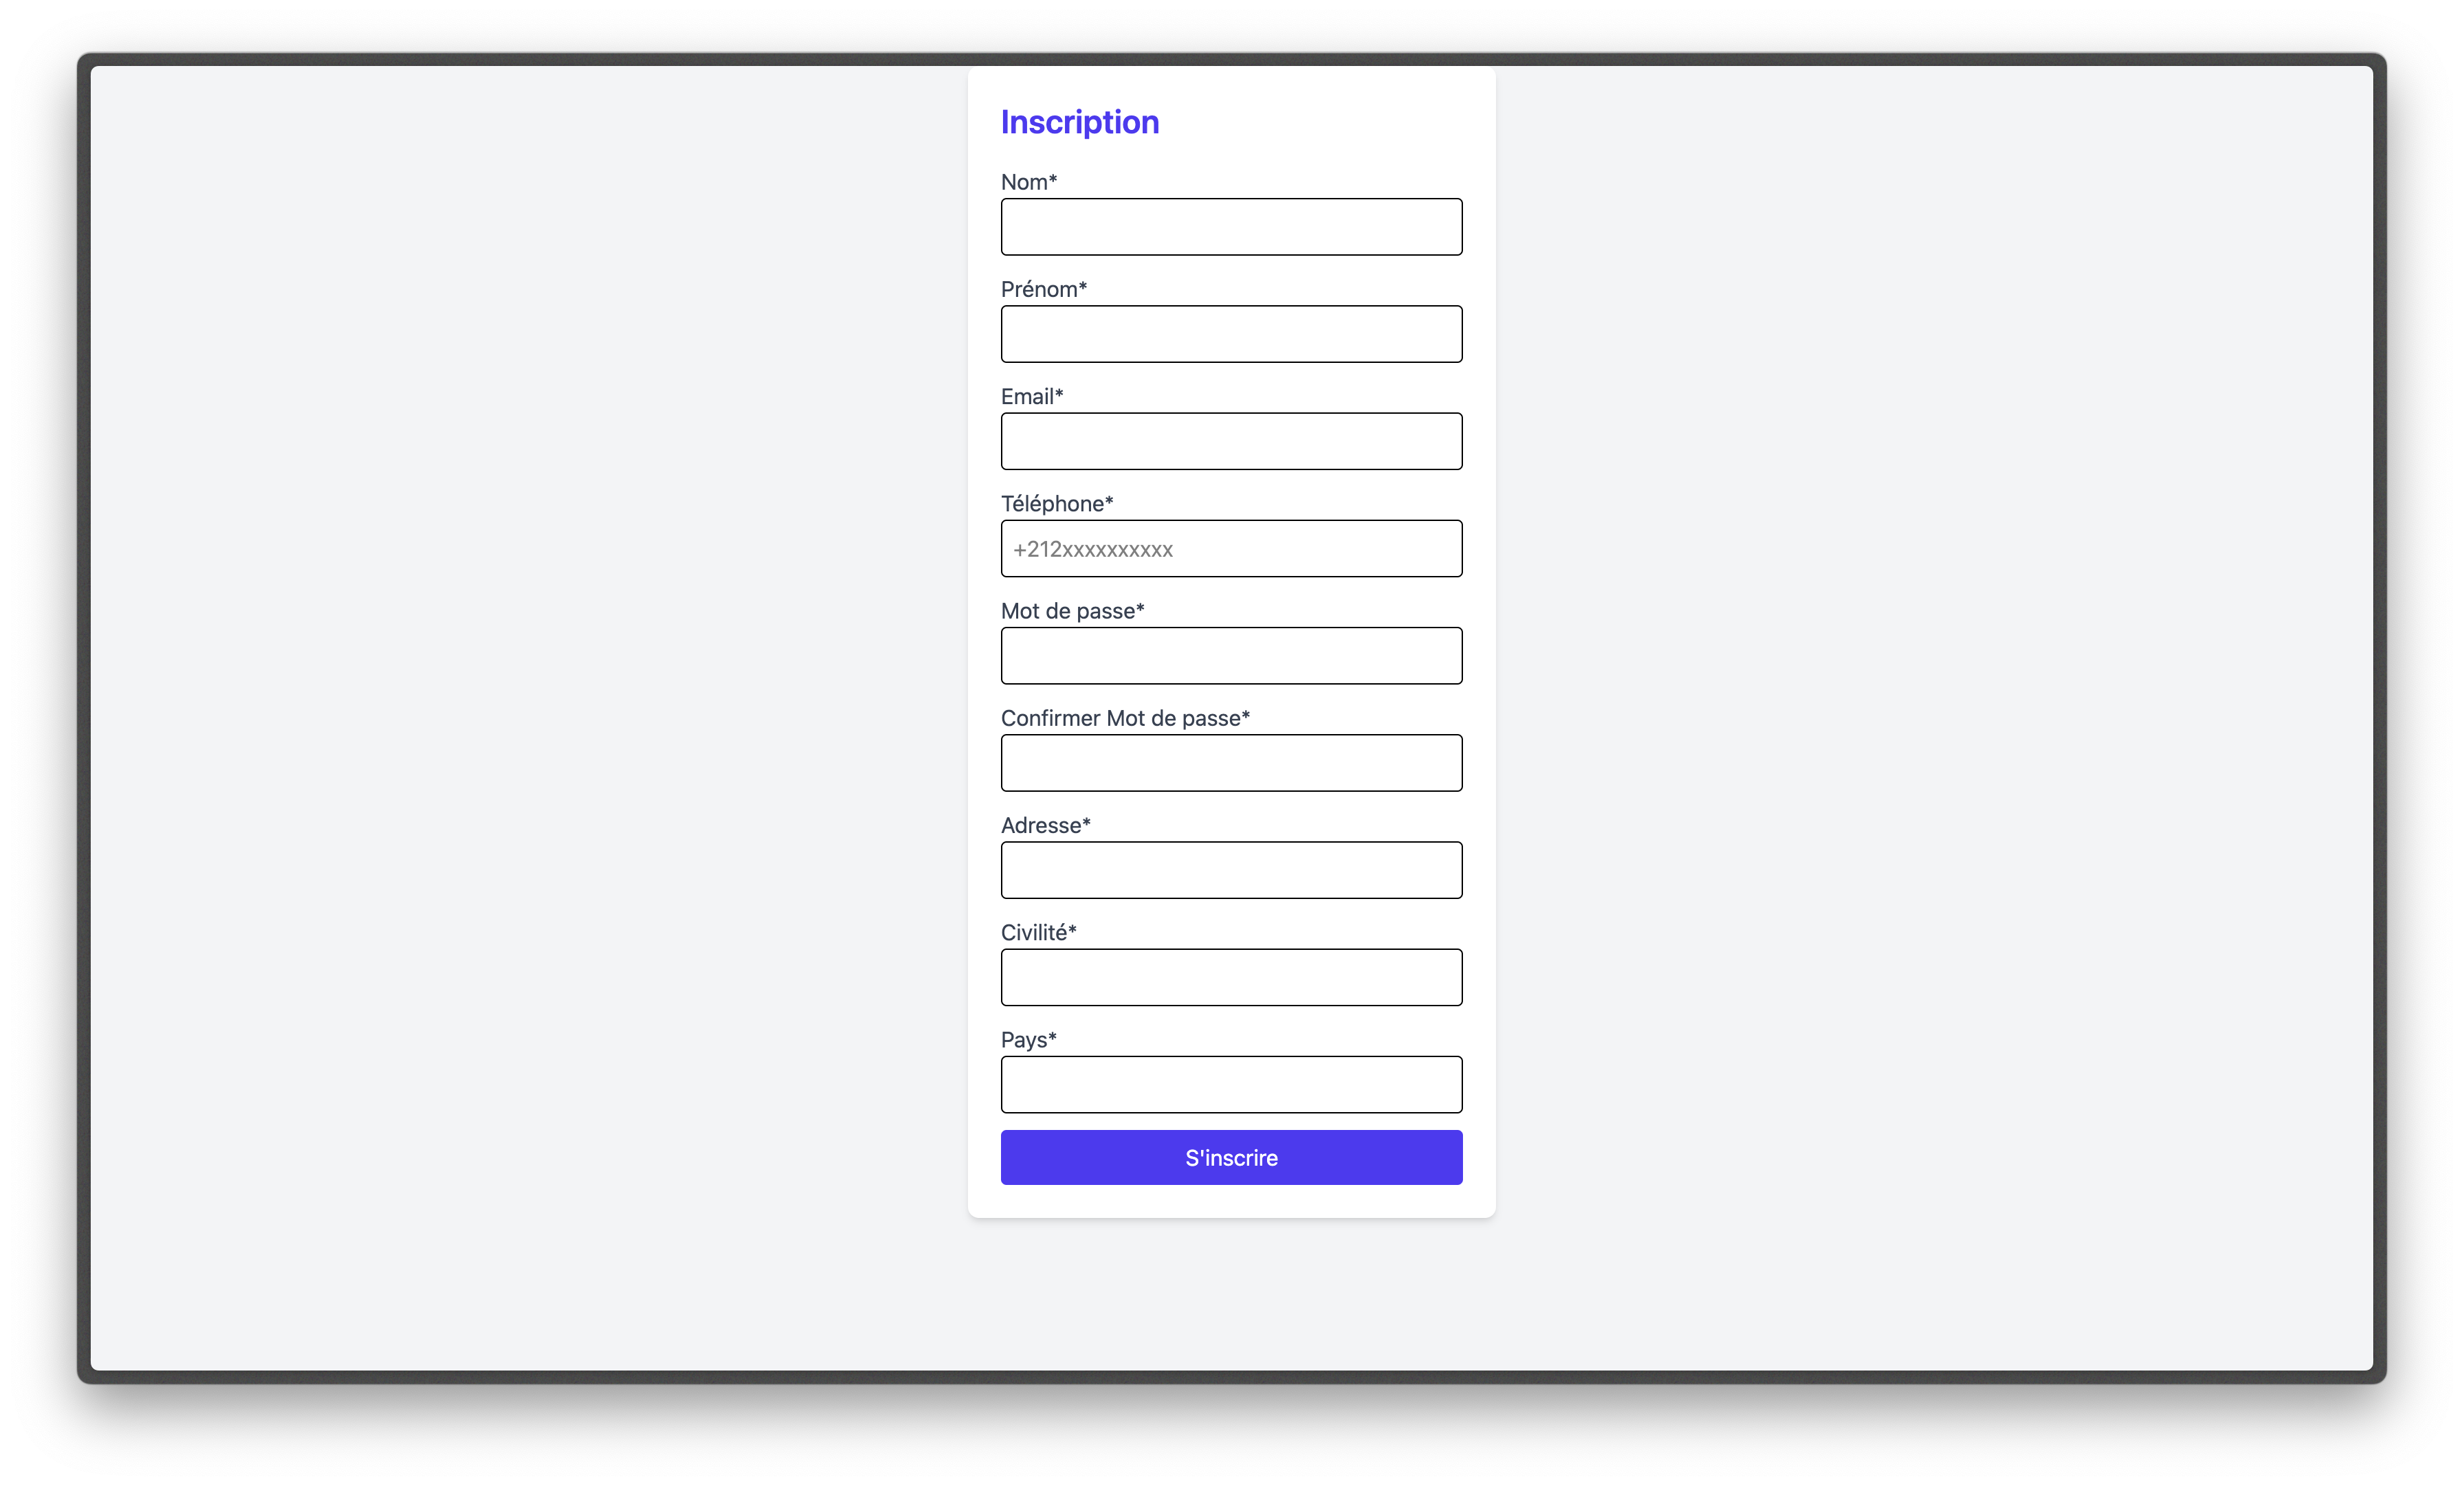 Inscription
Nom*
Prénom*
Email*
Téléphone*
+212xxxxxxxxxx
Mot de passe*
Confirmer Mot de passe*
Adresse*
Civilité*
Pays*
S'inscrire